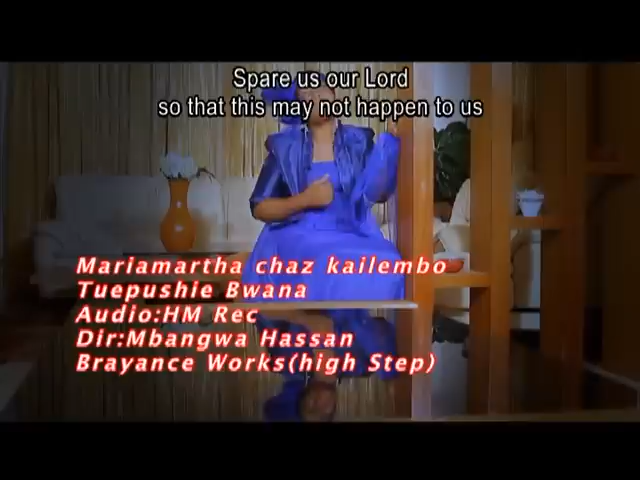 Spare us our Lord
so that this may not happen to us
Mariamartha chaz kailembo
Tuepushie Bwana
Audio:HM Rec
Dir:Mbangwa Hassan
Brayance Works(high Step)